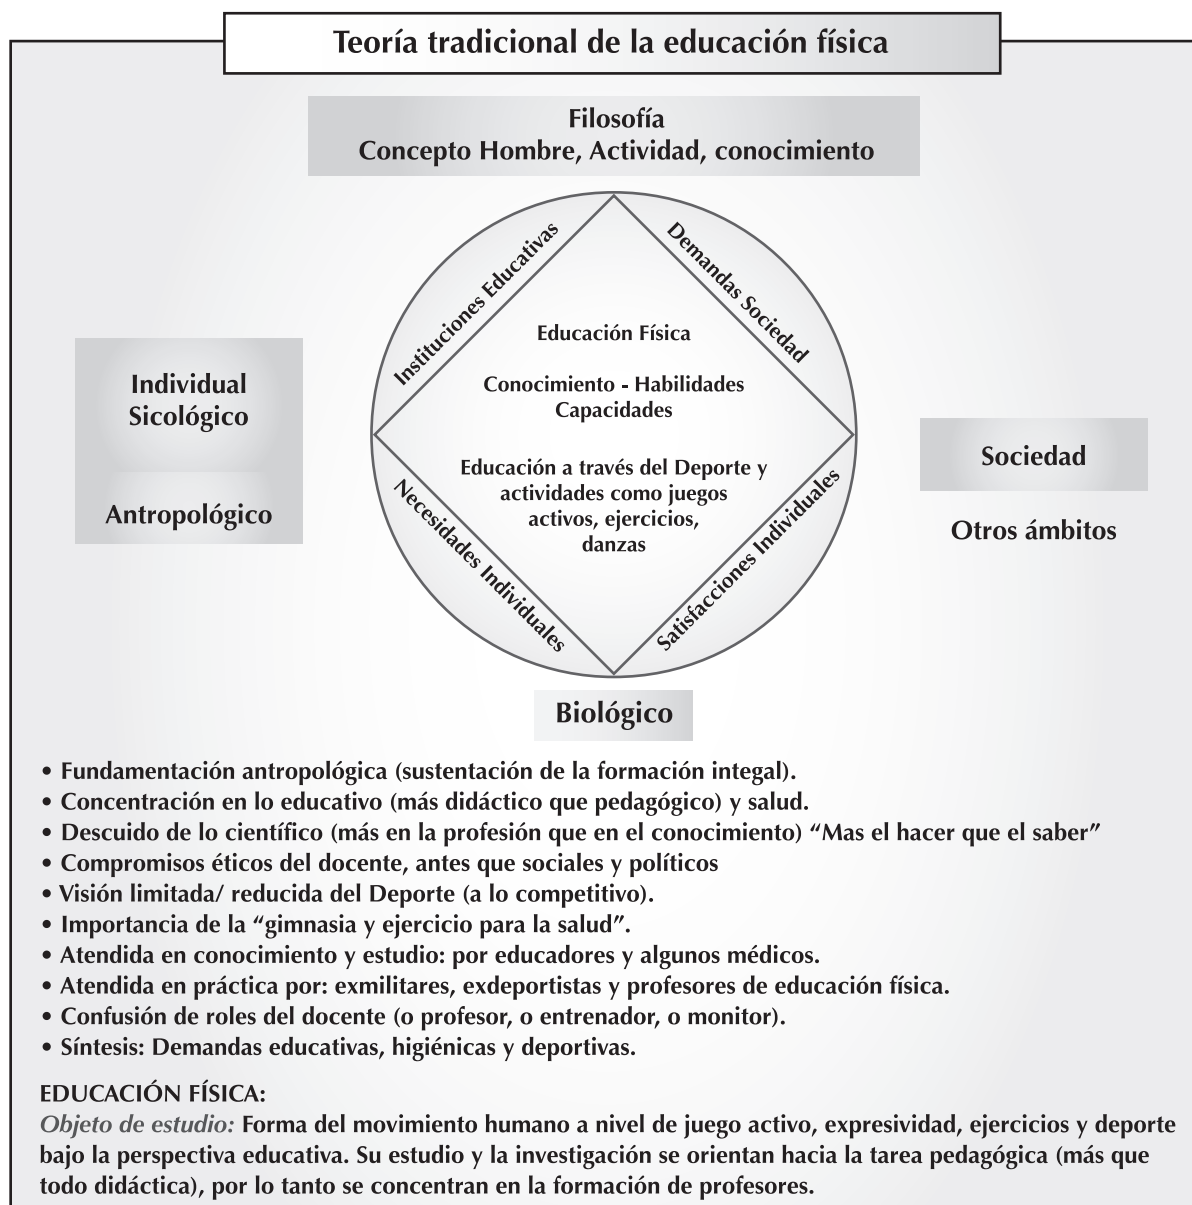 Teoría tradicional de la educación física
Filosofía
Concepto Hombre, Actividad, conocimiento
Instituciones Educativas
Demandas Sociedad
Educación Física
Conocimiento - Habilidades
Capacidades
Individual
Sicológico
Antropológico
Sociedad
Otros ámbitos
Educación a través del Deporte y
actividades como juegos
activos, ejercicios,
danzas
Necesidades Individuales
Satisfacciones Individuales
Biológico
• Fundamentación antropológica (sustentación de la formación integal).
• Concentración en lo educativo (más didáctico que pedagógico) y salud.
• Descuido de lo científico (más en la profesión que en el conocimiento) “Mas el hacer que el saber”
• Compromisos éticos del docente, antes que sociales y políticos
• Visión limitada/ reducida del Deporte (a lo competitivo).
• Importancia de la “gimnasia y ejercicio para la salud”.
• Atendida en conocimiento y estudio: por educadores y algunos médicos.
• Atendida en práctica por: exmilitares, exdeportistas y profesores de educación física.
• Confusión de roles del docente (o profesor, o entrenador, o monitor).
• Síntesis: Demandas educativas, higiénicas y deportivas.
EDUCACIÓN FÍSICA:
Objeto de estudio: Forma del movimiento humano a nivel de juego activo, expresividad, ejercicios y deporte
bajo la perspectiva educativa. Su estudio y la investigación se orientan hacia la tarea pedagógica (más que
todo didáctica), por lo tanto se concentran en la formación de profesores.